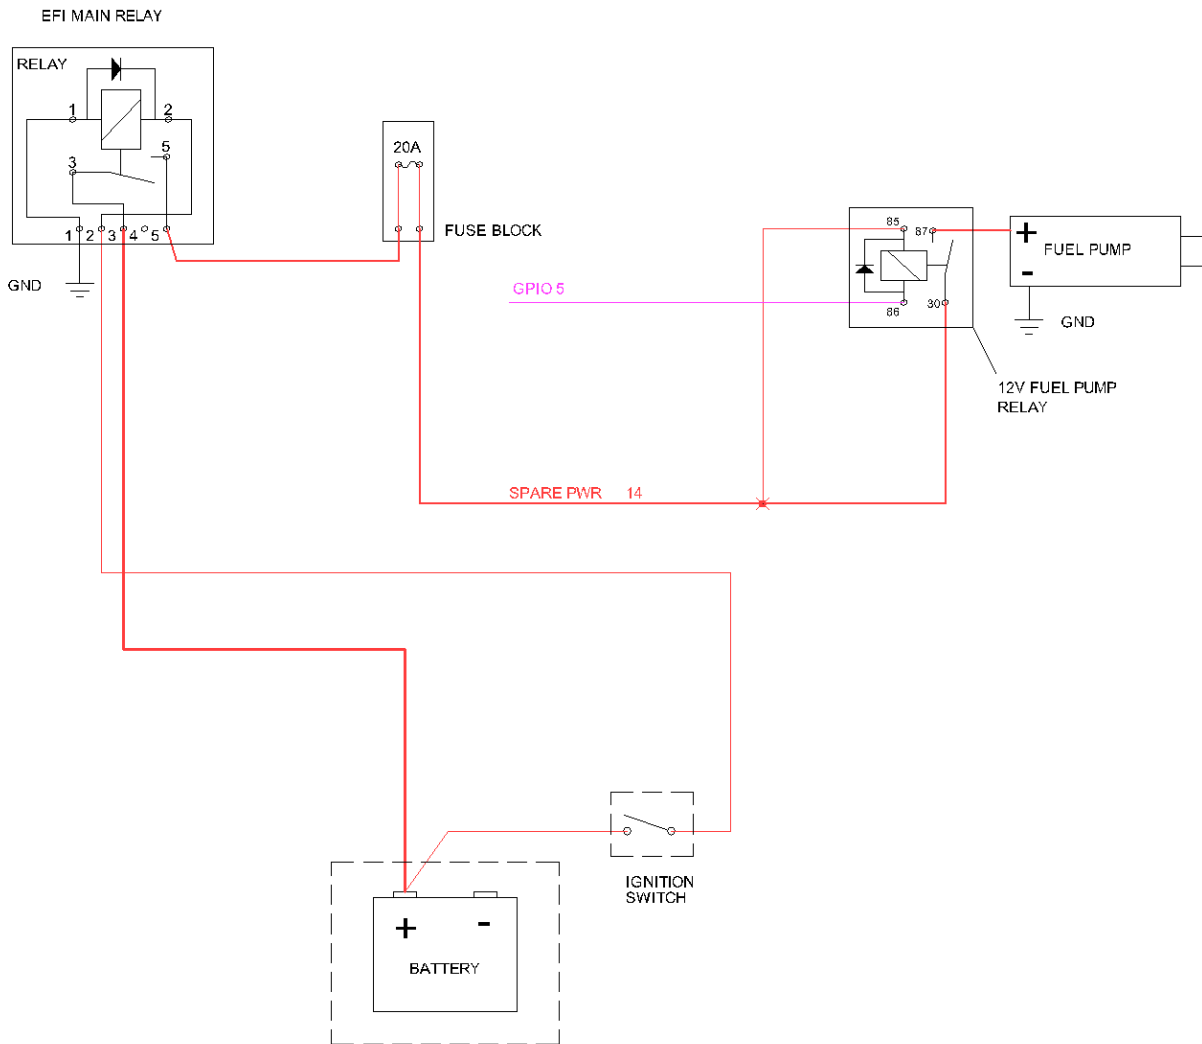 EFI MAIN RELAY
RELAY
1
2
5
3
1 2 3 4 5
GND
20A
FUSE BLOCK
85
87
86
30
+
FUEL PUMP
-
GND
GPIO 5
12V FUEL PUMP
RELAY
SPARE PWR 14
IGNITION
SWITCH
+ -
BATTERY